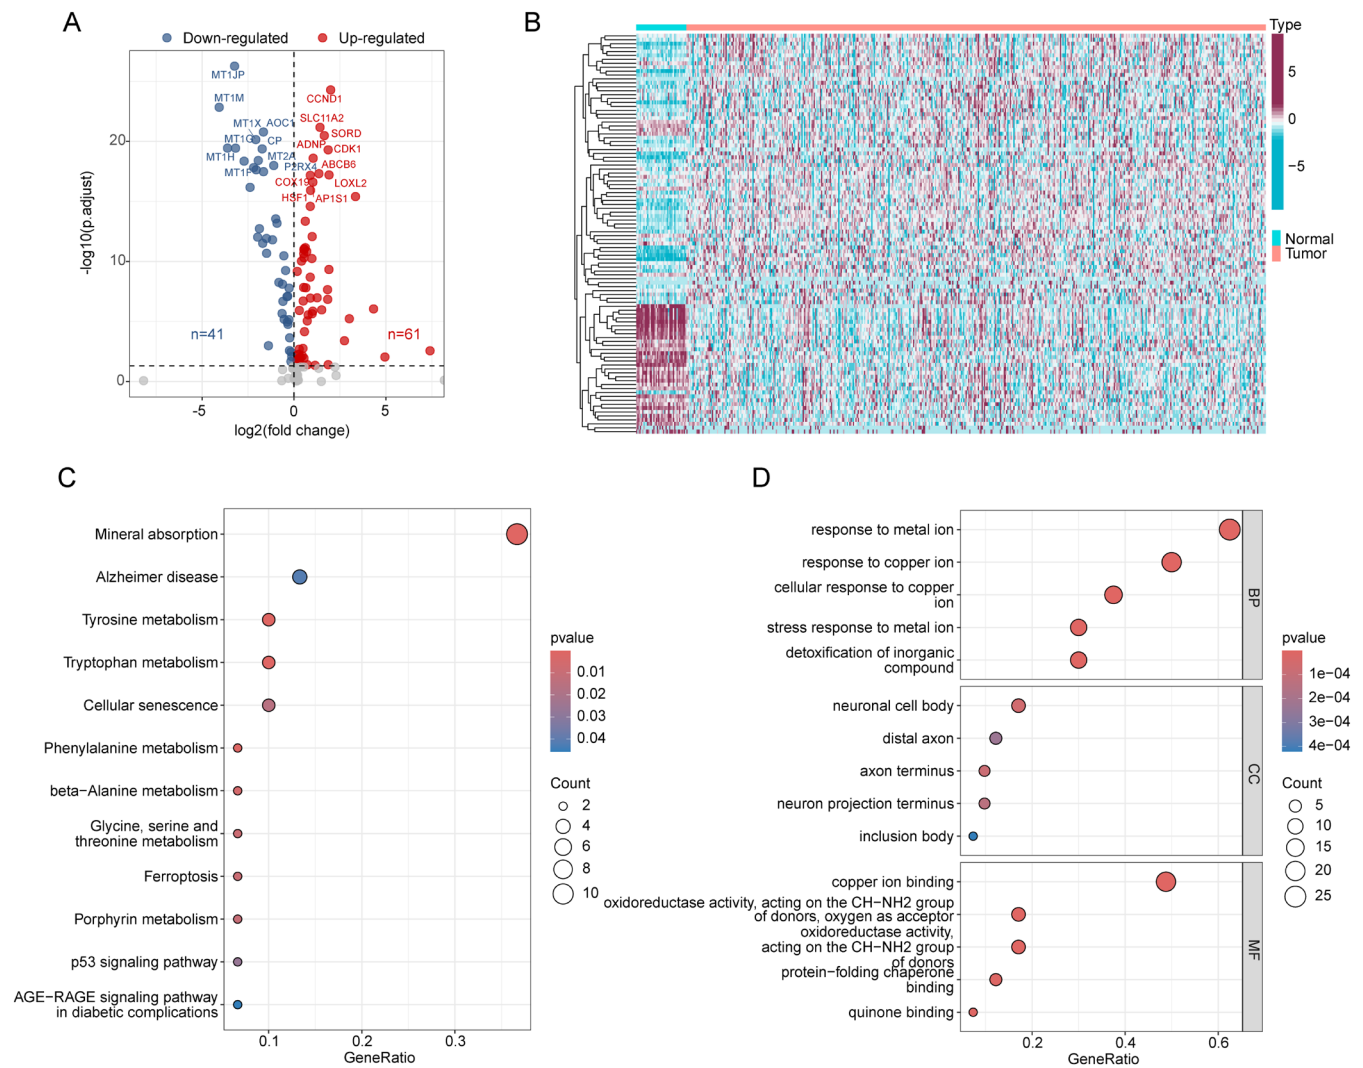 A
Down-regulated
Up-regulated
MT1JP
MT1M
MT1X
AOC1
CP
MT1H
MT2A
CCND1
SLC11A2
SORD
ADNP
CDK1
P2RX4
ABCB6
COX19
LOXL2
HSF1
AP1S1
n=41
n=61
20
10
0
-5
0
5
-log10(p.adjust)
log2(fold change)
B
Type
5
0
−5
Normal
Tumor
C
Mineral absorption
Alzheimer disease
Tyrosine metabolism
Tryptophan metabolism
Cellular senescence
Phenylalanine metabolism
beta−Alanine metabolism
Glycine, serine and
threonine metabolism
Ferroptosis
Porphyrin metabolism
p53 signaling pathway
AGE−RAGE signaling pathway
in diabetic complications
0.1
0.2
0.3
GeneRatio
pvalue
0.01
0.02
0.03
0.04
Count
2
4
6
8
10
D
response to metal ion
response to copper ion
cellular response to copper
ion
stress response to metal ion
detoxification of inorganic
compound
BP
neuronal cell body
distal axon
axon terminus
neuron projection terminus
inclusion body
CC
copper ion binding
oxidoreductase activity, acting on the CH−NH2 group
of donors, oxygen as acceptor
oxidoreductase activity,
acting on the CH−NH2 group
of donors
protein−folding chaperone
binding
quinone binding
MF
0.2
0.4
0.6
GeneRatio
pvalue
1e−04
2e−04
3e−04
4e−04
Count
5
10
15
20
25